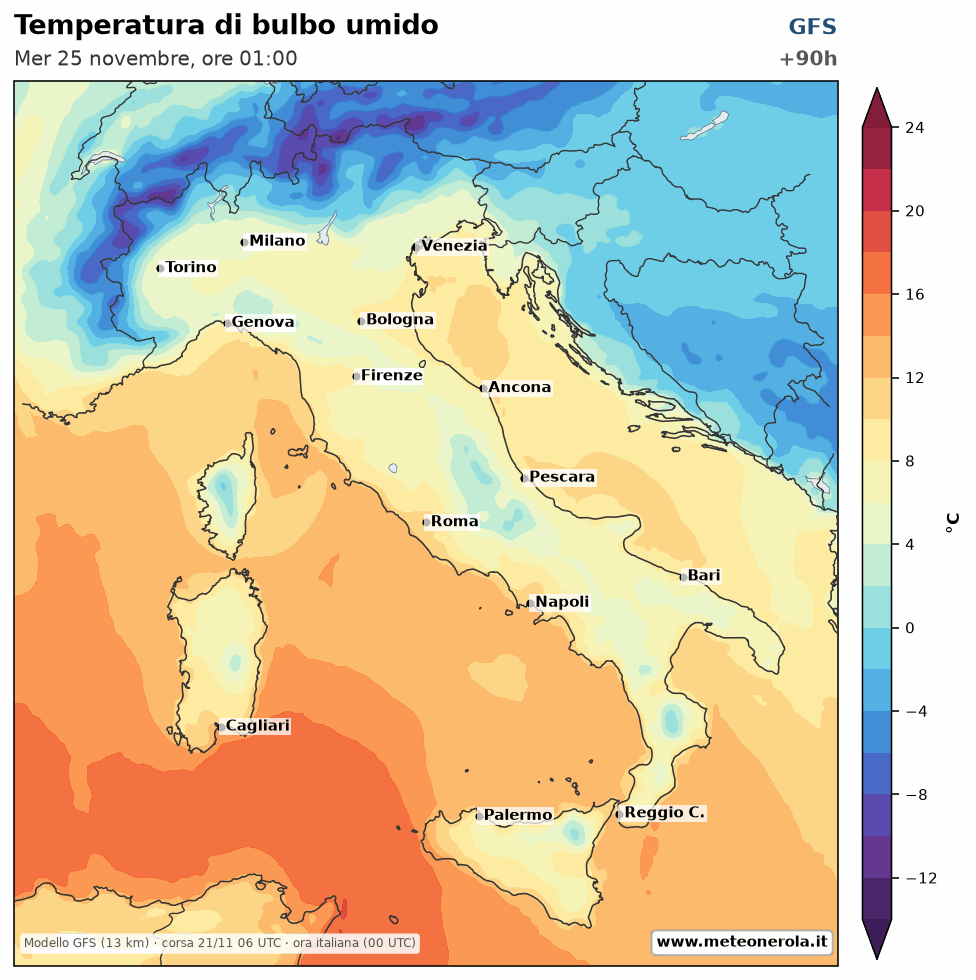 Temperatura di bulbo umido
GFS
Mer 25 novembre, ore 01:00
+90h
24
20
16
12
8
4
0
−4
−8
−12
°C
Milano
Venezia
Torino
Genova
Bologna
Firenze
Ancona
Pescara
Roma
Bari
Napoli
Cagliari
Palermo
Reggio C.
Modello GFS (13 km) · corsa 21/11 06 UTC · ora italiana (00 UTC)
www.meteonerola.it